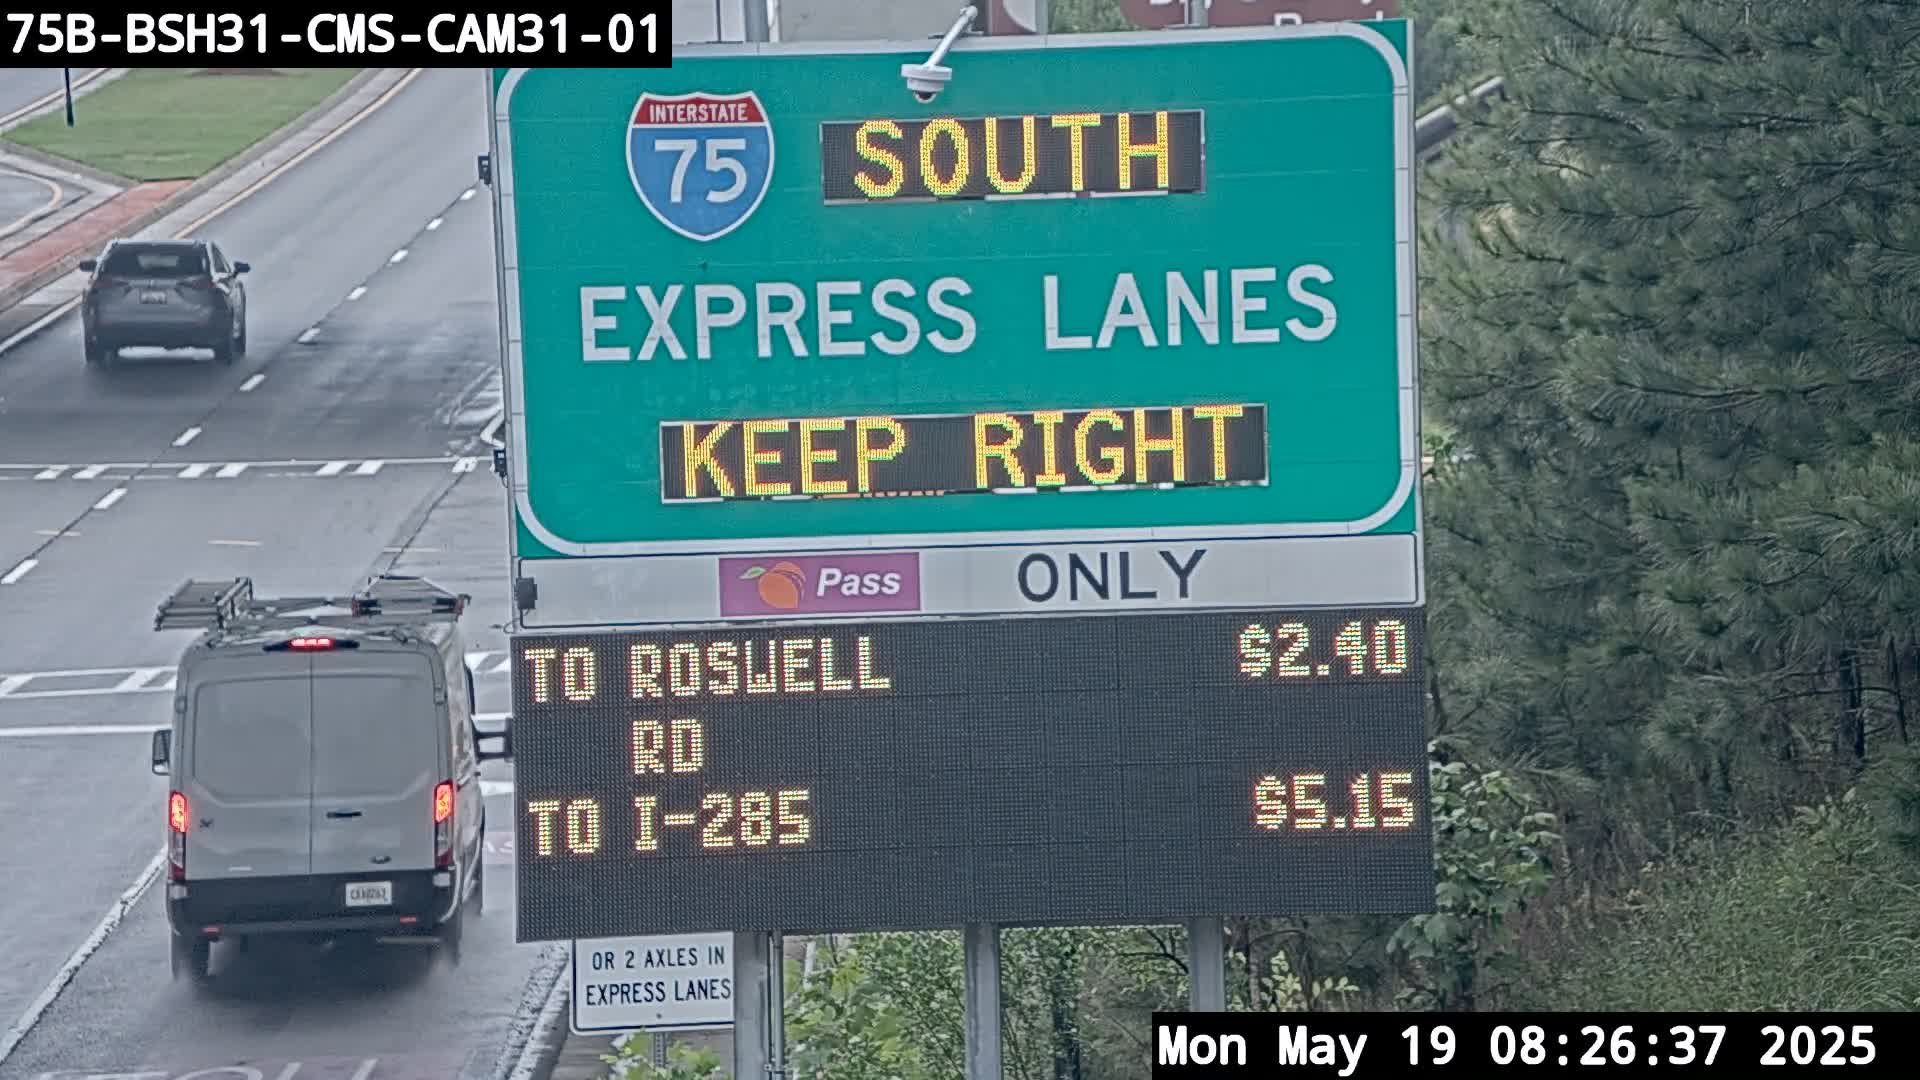 75B-BSH31-CMS-CAM31-01
INTERSTATE
75
SOUTH
EXPRESS LANES
KEEP RIGHT
Pass ONLY
TO ROSWELL $2.40
RD
TO I-285 $5.15
OR 2 AXLES IN
EXPRESS LANES
Mon May 19 08:26:37 2025